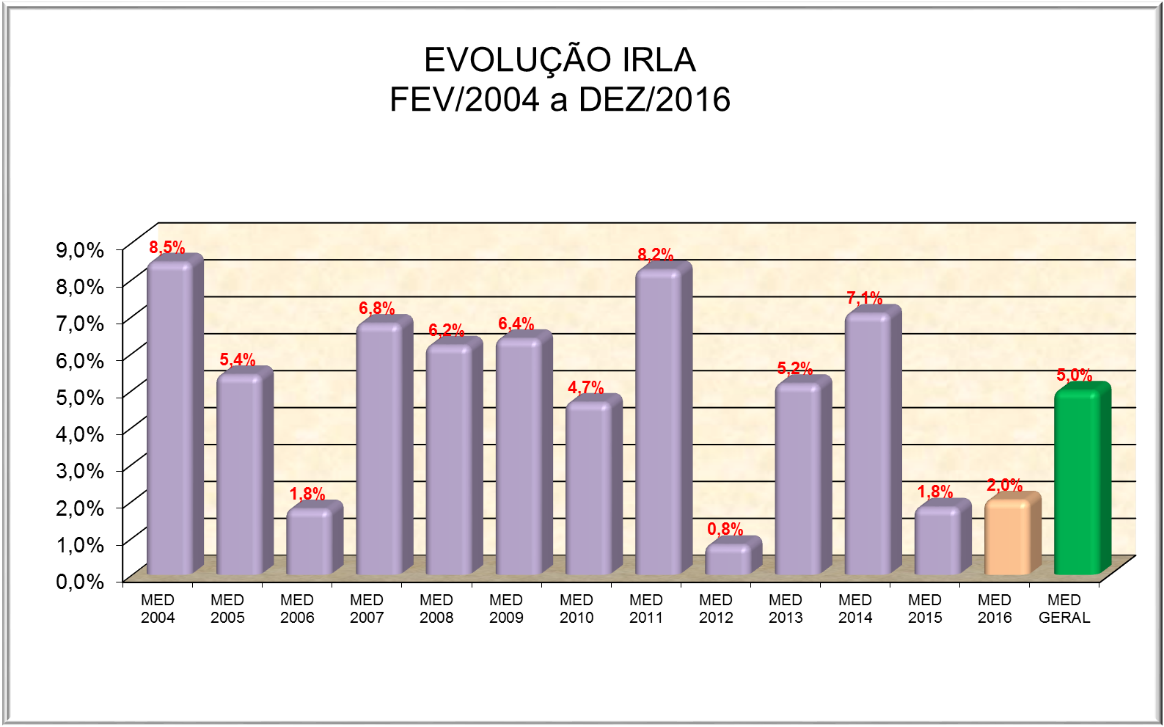 EVOLUÇÃO IRLA
FEV/2004 a DEZ/2016
9,0%
8,0%
7,0%
6,0%
5,0%
4,0%
3,0%
2,0%
1,0%
0,0%
8,5%
5,4%
1,8%
6,8%
6,2%
6,4%
4,7%
8,2%
0,8%
5,2%
7,1%
1,8%
2,0%
5,0%
MED
2004
MED
2005
MED
2006
MED
2007
MED
2008
MED
2009
MED
2010
MED
2011
MED
2012
MED
2013
MED
2014
MED
2015
MED
2016
MED
GERAL